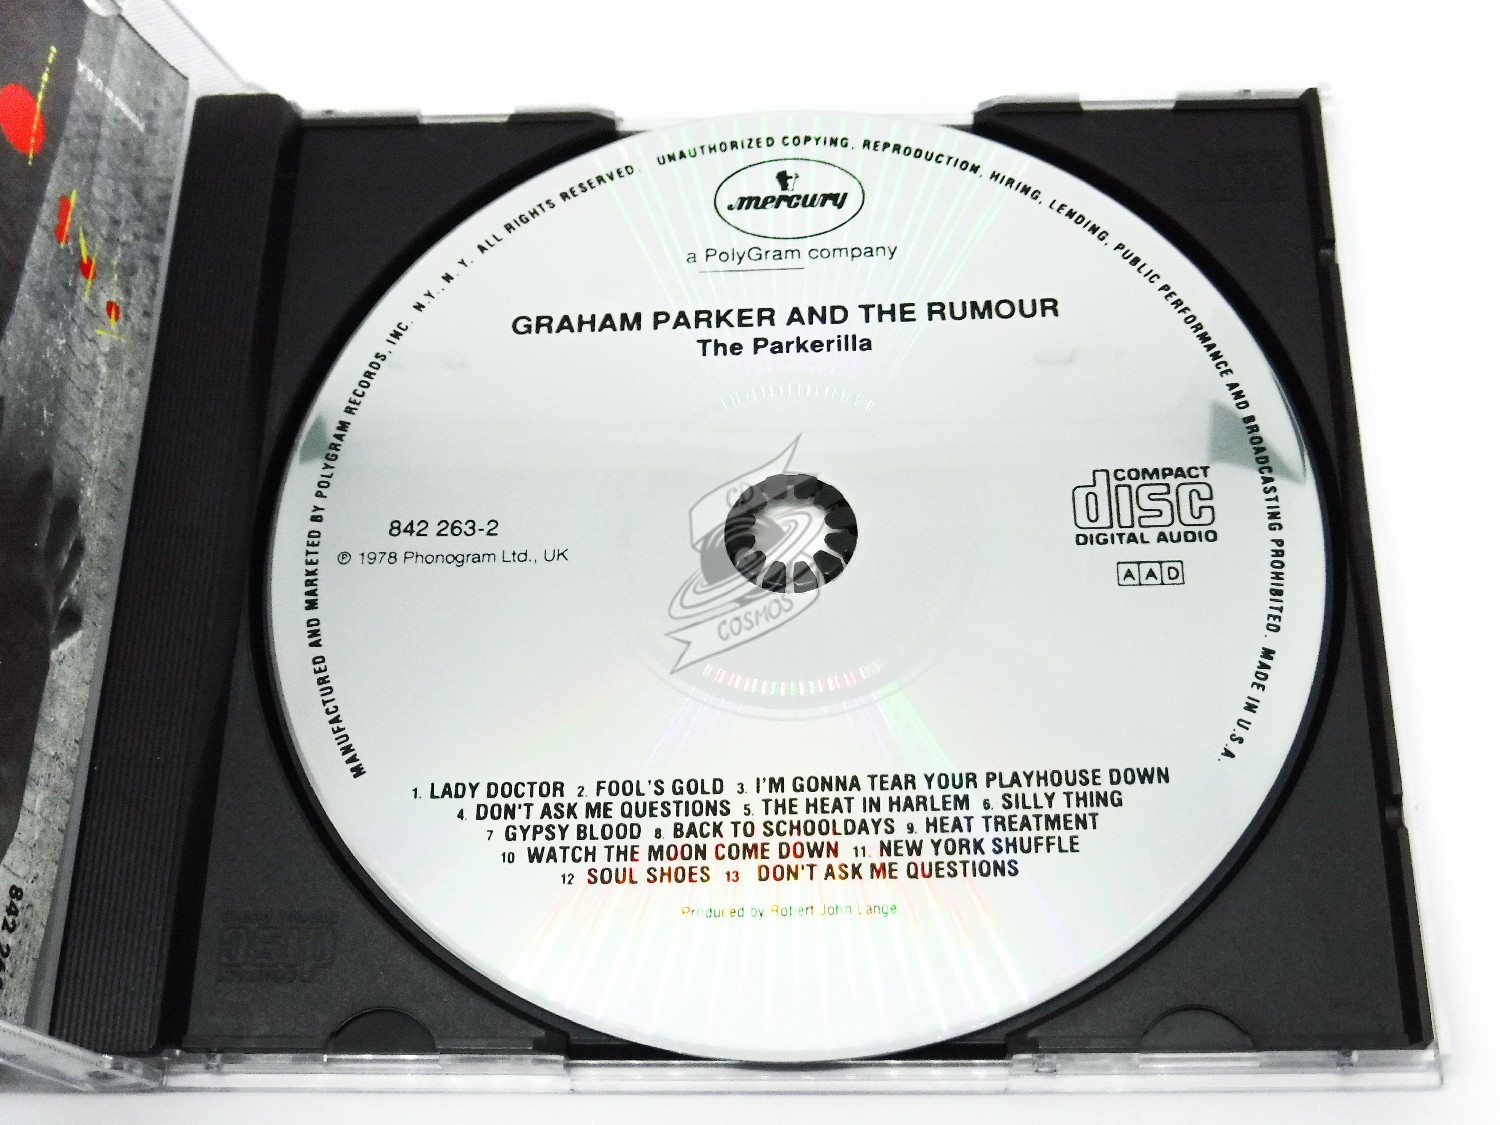 MANUFACTURED AND MARKETED BY POLYGRAM RECORDS, INC. N.Y., N.Y. ALL RIGHTS RESERVED. UNAUTHORIZED COPYING, REPRODUCTION, HIRING, LENDING, PUBLIC PERFORMANCE AND BROADCASTING PROHIBITED. MADE IN U.S.A.
mercury
a PolyGram company
GRAHAM PARKER AND THE RUMOUR
The Parkerilla
COMPACT
disc
DIGITAL AUDIO
AAD
842 263-2
℗ 1978 Phonogram Ltd., UK
CD
COSMOS
1. LADY DOCTOR 2. FOOL'S GOLD 3. I'M GONNA TEAR YOUR PLAYHOUSE DOWN
4. DON'T ASK ME QUESTIONS 5. THE HEAT IN HARLEM 6. SILLY THING
7 GYPSY BLOOD 8. BACK TO SCHOOLDAYS 9. HEAT TREATMENT
10 WATCH THE MOON COME DOWN 11. NEW YORK SHUFFLE
12 SOUL SHOES 13 DON'T ASK ME QUESTIONS
Produced by Robert John Lange
842